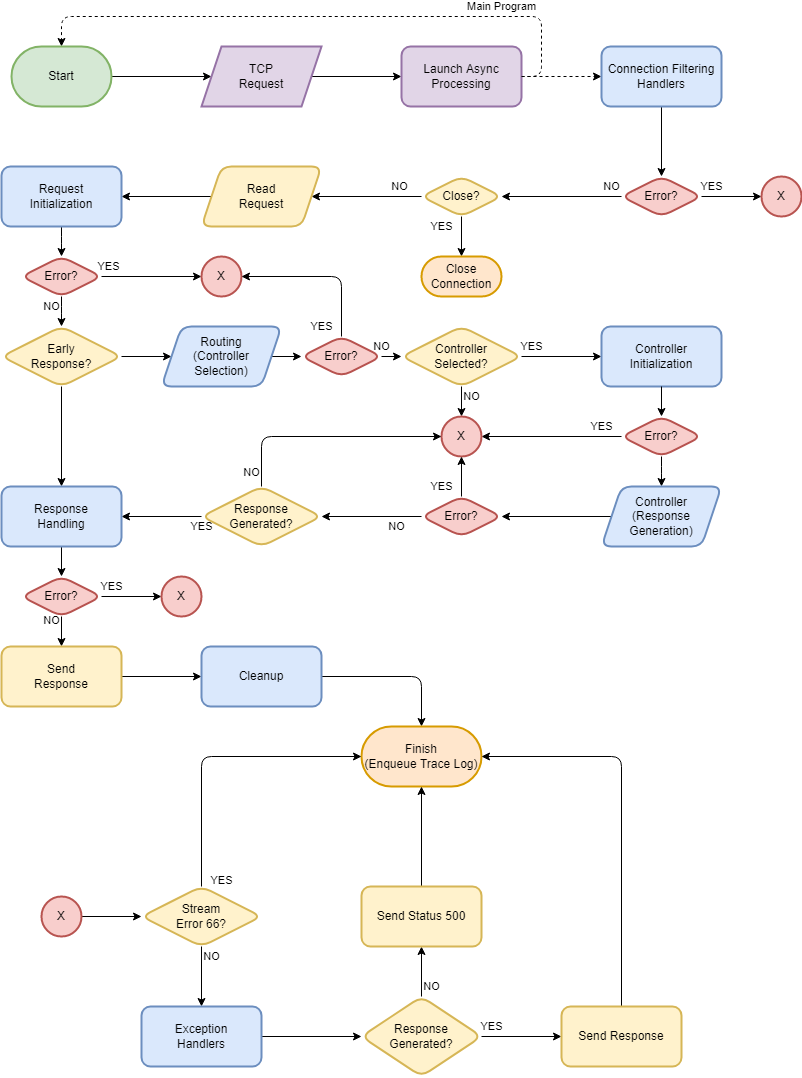 Main Program
Start
TCP
Request
Launch Async
Processing
Connection Filtering
Handlers
Request
Initialization
Read
Request
NO
Close?
NO
Error?
YES
X
YES
Close
Connection
Error?
YES
X
NO
YES
Early
Response?
Routing
(Controller
Selection)
Error?
NO
Controller
Selected?
YES
Controller
Initialization
NO
X
YES
Error?
NO
YES
Response
Handling
YES
Response
Generated?
NO
Error?
Controller
(Response
Generation)
Error?
YES
X
NO
Send
Response
Cleanup
Finish
(Enqueue Trace Log)
YES
X
Stream
Error 66?
Send Status 500
NO
NO
Exception
Handlers
Response
Generated?
YES
Send Response